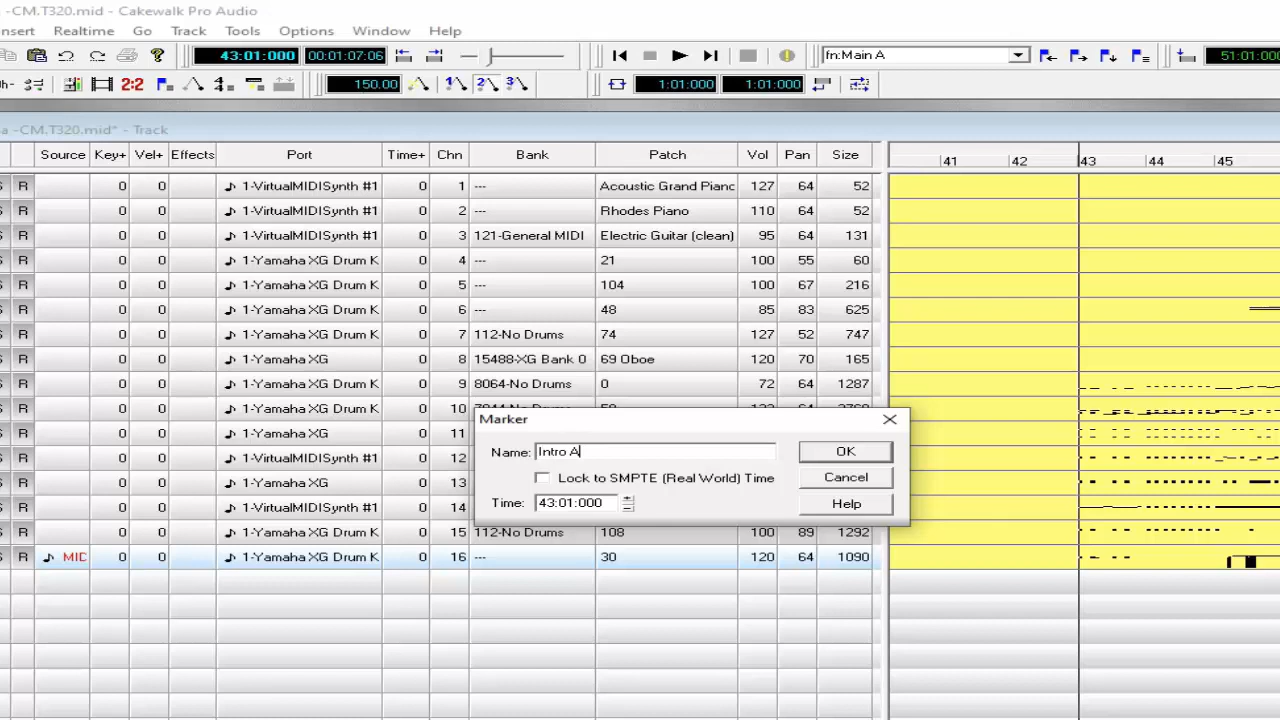 -CM.T320.mid - Cakewalk Pro Audio
nsert Realtime Go Track Tools Options Window Help
43:01:000 00:01:07:06 fn:Main A 51:01:000
2:2 150.00 1 2 3 1:01:000 1:01:000
a -CM.T320.mid* - Track
Source Key+ Vel+ Effects Port Time+ Chn Bank Patch Vol Pan Size 41 42 43 44 45
S R 0 0 1-VirtualMIDISynth #1 0 1 --- Acoustic Grand Piano 127 64 52
S R 0 0 1-VirtualMIDISynth #1 0 2 --- Rhodes Piano 110 64 52
S R 0 0 1-VirtualMIDISynth #1 0 3 121-General MIDI Electric Guitar (clean) 95 64 131
S R 0 0 1-Yamaha XG Drum K 0 4 --- 21 100 55 60
S R 0 0 1-Yamaha XG Drum K 0 5 --- 104 100 67 216
S R 0 0 1-Yamaha XG Drum K 0 6 --- 48 85 83 625
S R 0 0 1-Yamaha XG Drum K 0 7 112-No Drums 74 127 52 747
S R 0 0 1-Yamaha XG 0 8 15488-XG Bank 0 69 Oboe 120 70 165
S R 0 0 1-Yamaha XG Drum K 0 9 8064-No Drums 0 72 64 1287
S R 0 0 1-Yamaha XG Drum K 0 10
S R 0 0 1-Yamaha XG 0 11
S R 0 0 1-VirtualMIDISynth #1 0 12
S R 0 0 1-Yamaha XG 0 13
S R 0 0 1-VirtualMIDISynth #1 0 14
S R 0 0 1-Yamaha XG Drum K 0 15 112-No Drums 108 100 89 1292
S R MID 0 0 1-Yamaha XG Drum K 0 16 --- 30 120 64 1090
Marker
Name: Intro A OK
Lock to SMPTE (Real World) Time Cancel
Time: 43:01:000 Help